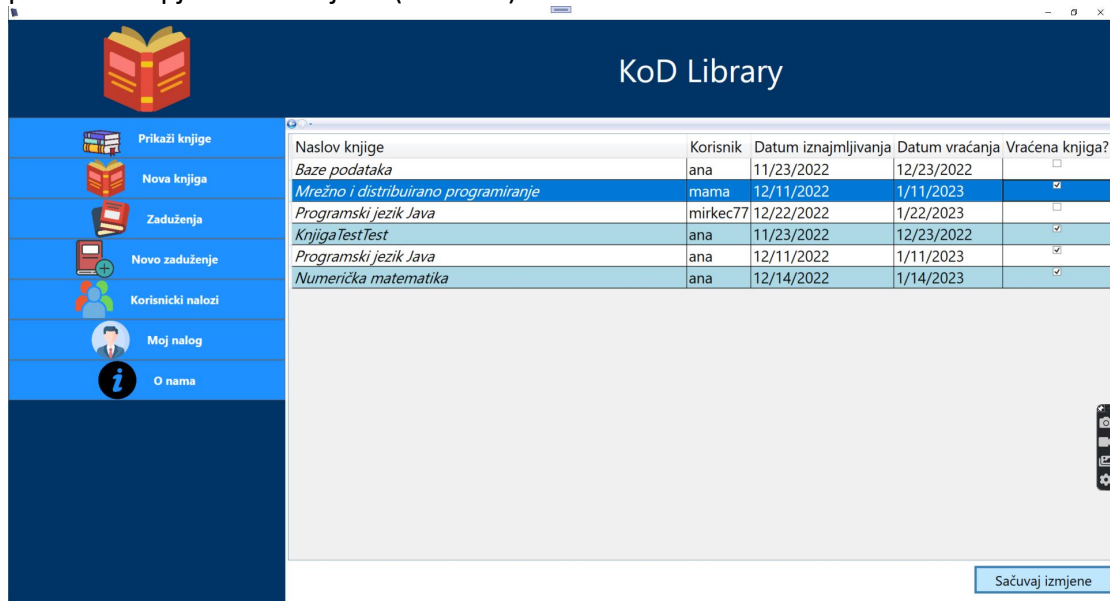 KoD Library
Prikaži knjige
Nova knjiga
Zaduženja
Novo zaduženje
Korisnicki nalozi
Moj nalog
O nama
Naslov knjige Korisnik Datum iznajmljivanja Datum vraćanja Vraćena knjiga?
Baze podataka ana 11/23/2022 12/23/2022
Mrežno i distribuirano programiranje mama 12/11/2022 1/11/2023
Programski jezik Java mirkec77 12/22/2022 1/22/2023
KnjigaTestTest ana 11/23/2022 12/23/2022
Programski jezik Java ana 12/11/2022 1/11/2023
Numerička matematika ana 12/14/2022 1/14/2023
Sačuvaj izmjene